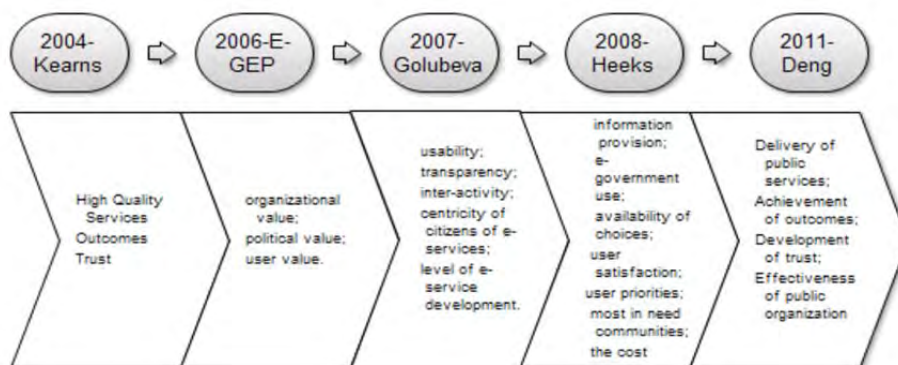 2004-
Kearns
2006-E-
GEP
2007-
Golubeva
2008-
Heeks
2011-
Deng
High Quality
Services
Outcomes
Trust
organizational
value;
political value;
user value.
usability;
transparency;
inter-activity;
centricity of
citizens of e-
services;
level of e-
service
development.
information
provision;
e-
government
use;
availability of
choices;
user
satisfaction;
user priorities;
most in need
communities;
the cost
Delivery of
public
services;
Achievement
of outcomes;
Development
of trust;
Effectiveness
of public
organization